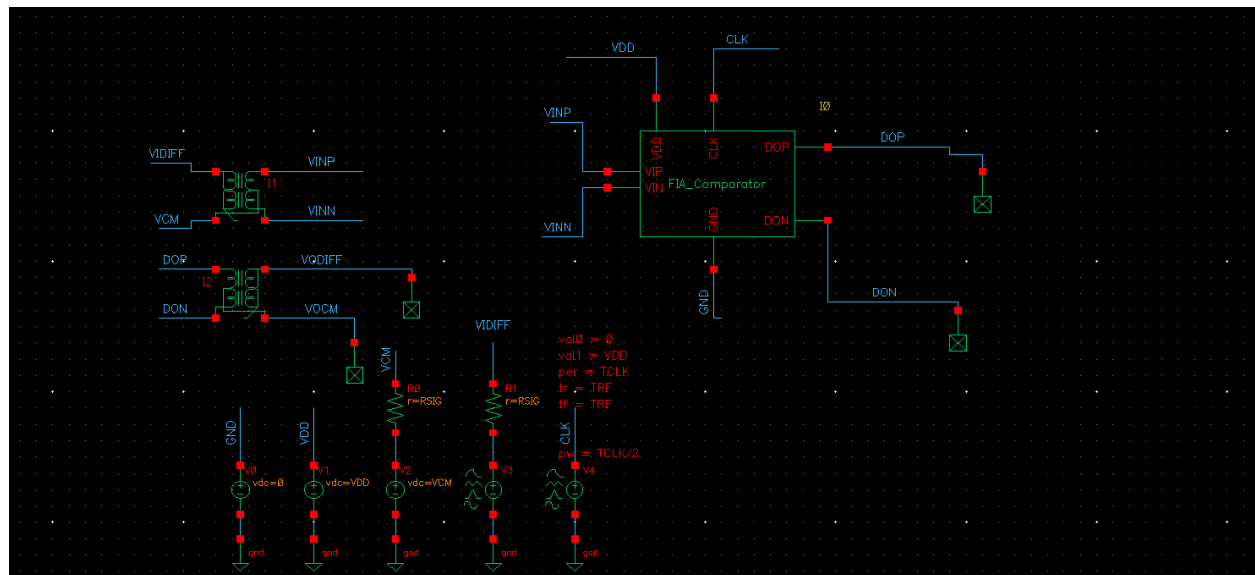 VDD
CLK
I0
VINP
DOP
VDD
CLK
DOP
VIDIFF
VINP
VIP
FIA_Comparator
I1
VIN
VCM
VINN
GND
DON
VINN
DOP
VODIFF
I2
GND
DON
DON
VOCM
VIDIFF
val0 = 0
val1 = VDD
VCM
per = TCLK
R0
R1
tr = TRF
r=RSIG
r=RSIG
tf = TRF
GND
VDD
CLK
pw = TCLK/2
V0
V1
V2
V3
V4
vdc=0
vdc=VDD
vdc=VCM
gnd
gnd
gnd
gnd
gnd